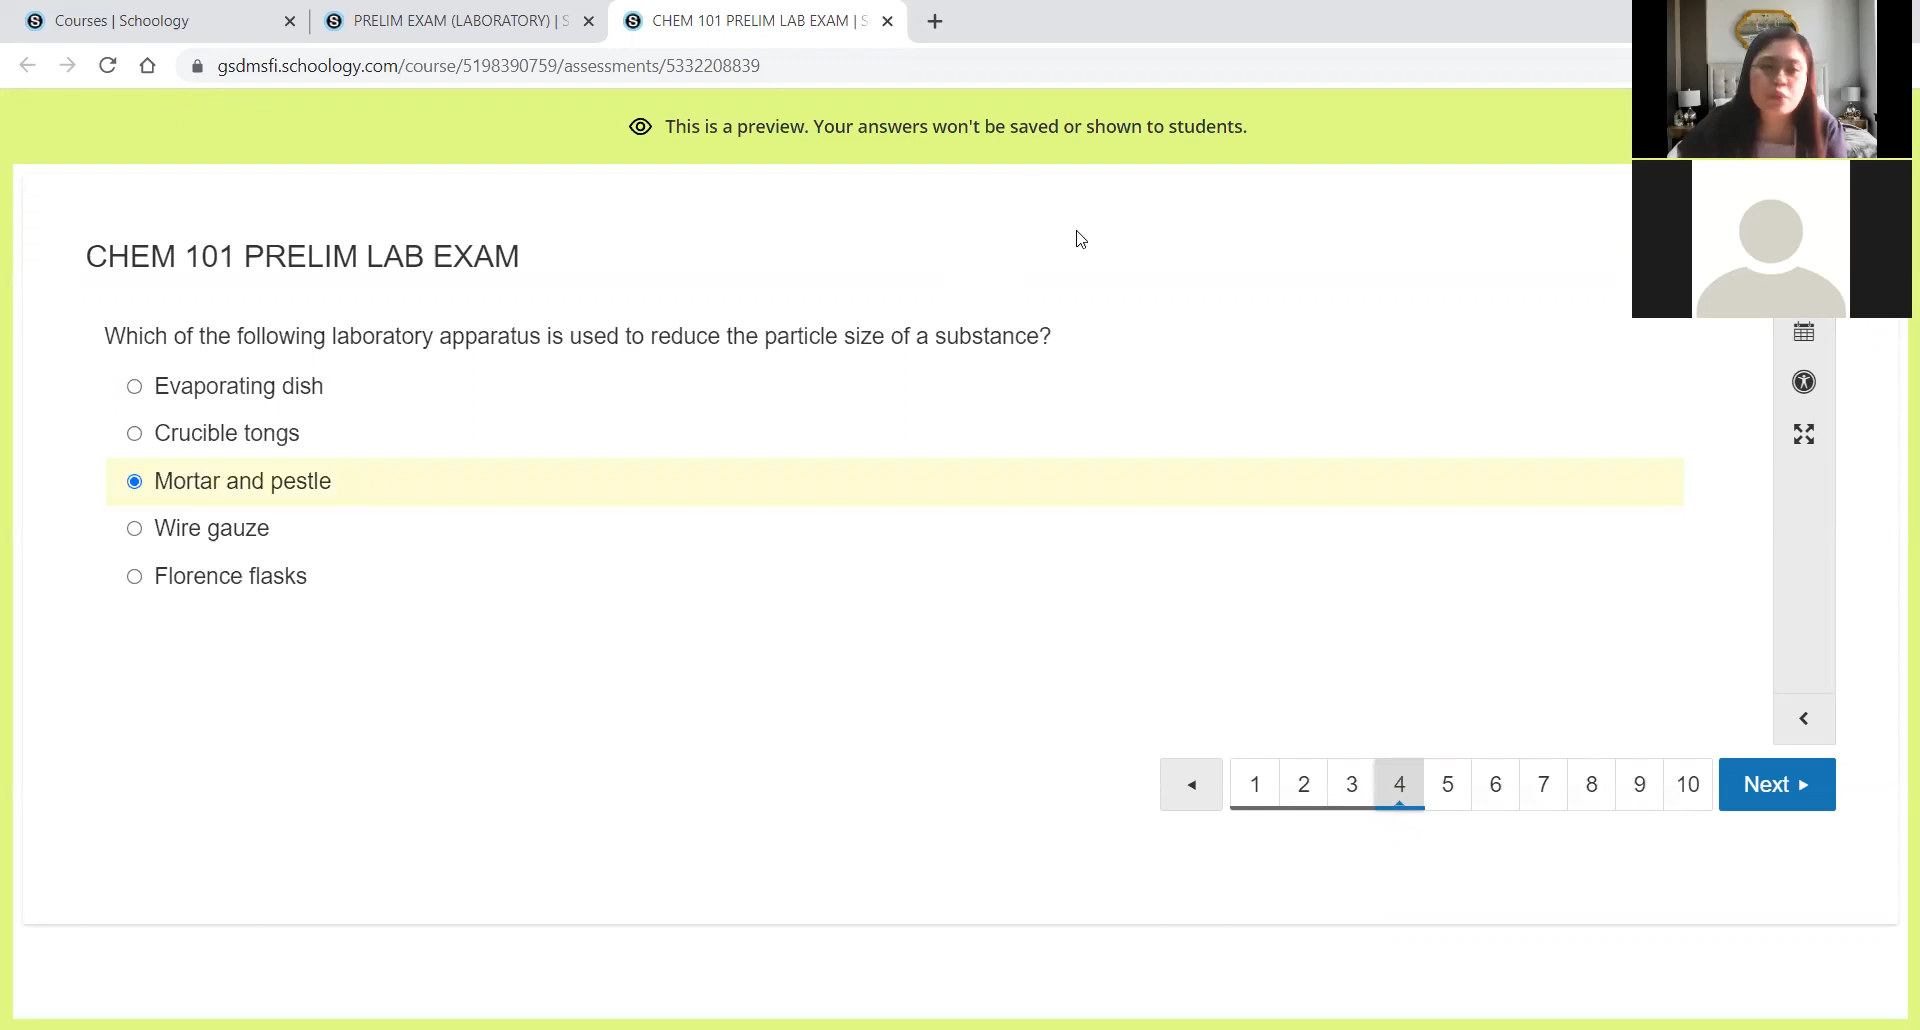 Courses | Schoology
PRELIM EXAM (LABORATORY) | S
CHEM 101 PRELIM LAB EXAM | S
gsdmsfi.schoology.com/course/5198390759/assessments/5332208839
This is a preview. Your answers won't be saved or shown to students.
CHEM 101 PRELIM LAB EXAM
Which of the following laboratory apparatus is used to reduce the particle size of a substance?
Evaporating dish
Crucible tongs
Mortar and pestle
Wire gauze
Florence flasks
1 2 3 4 5 6 7 8 9 10 Next